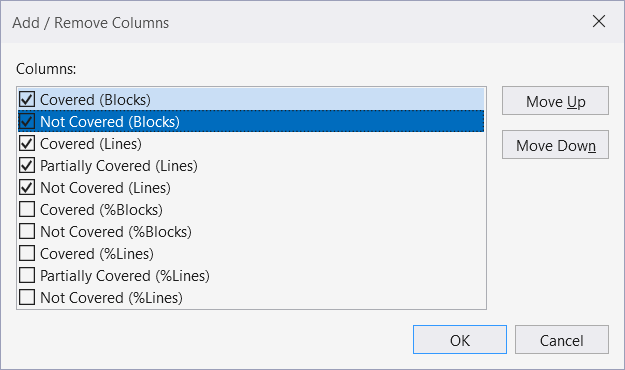 Add / Remove Columns
Columns:
Covered (Blocks)
Not Covered (Blocks)
Covered (Lines)
Partially Covered (Lines)
Not Covered (Lines)
Covered (%Blocks)
Not Covered (%Blocks)
Covered (%Lines)
Partially Covered (%Lines)
Not Covered (%Lines)
Move Up
Move Down
OK
Cancel